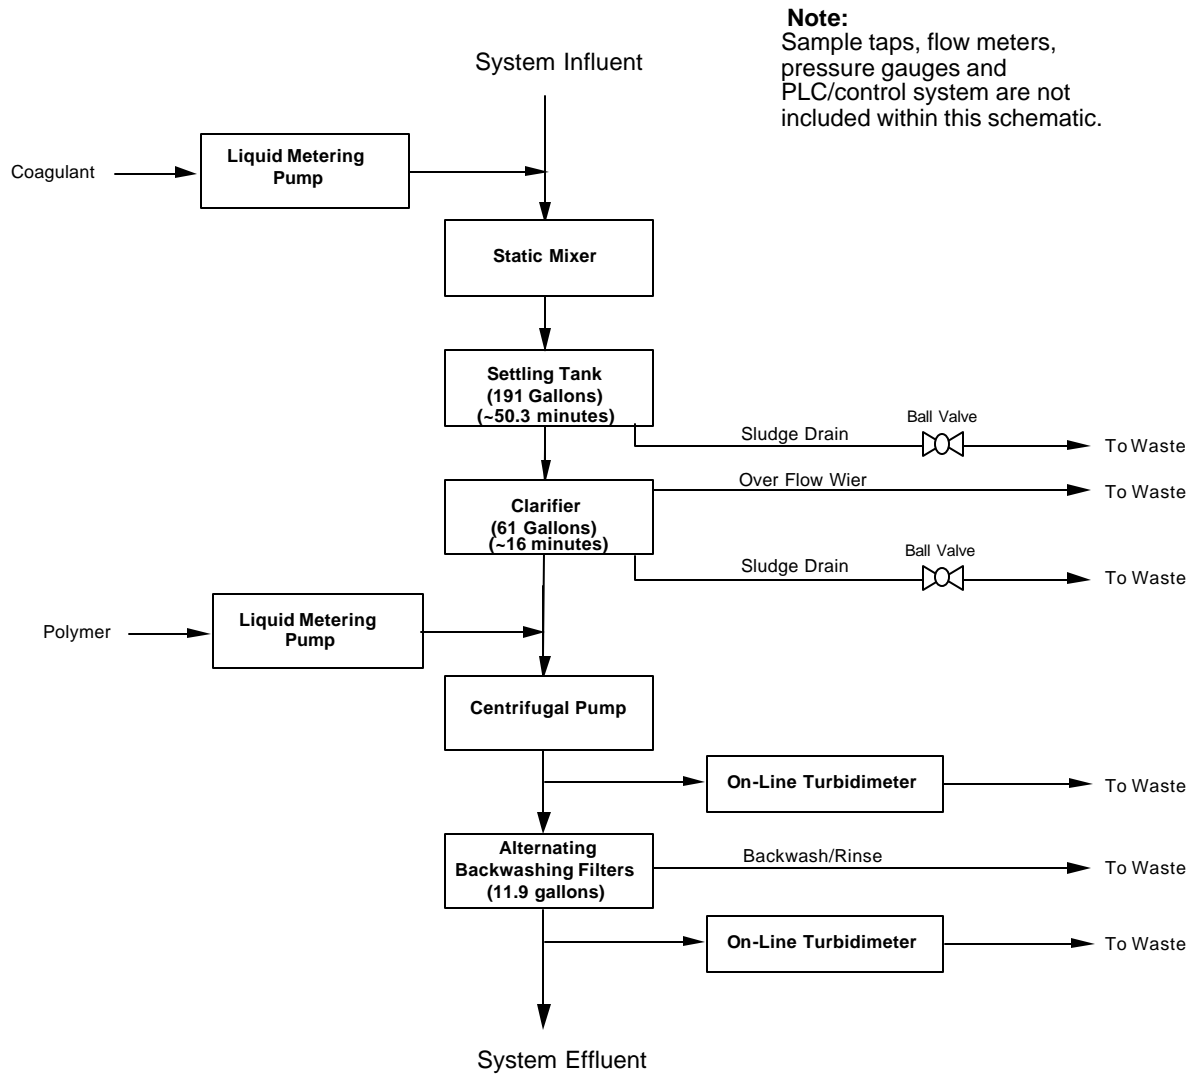 Note:
Sample taps, flow meters,
pressure gauges and
PLC/control system are not
included within this schematic.
System Influent
Coagulant
Liquid Metering
Pump
Static Mixer
Settling Tank
(191 Gallons)
(~50.3 minutes)
Sludge Drain
Ball Valve
To Waste
Over Flow Wier
To Waste
Clarifier
(61 Gallons)
(~16 minutes)
Sludge Drain
Ball Valve
To Waste
Polymer
Liquid Metering
Pump
Centrifugal Pump
On-Line Turbidimeter
To Waste
Alternating
Backwashing Filters
(11.9 gallons)
Backwash/Rinse
To Waste
On-Line Turbidimeter
To Waste
System Effluent